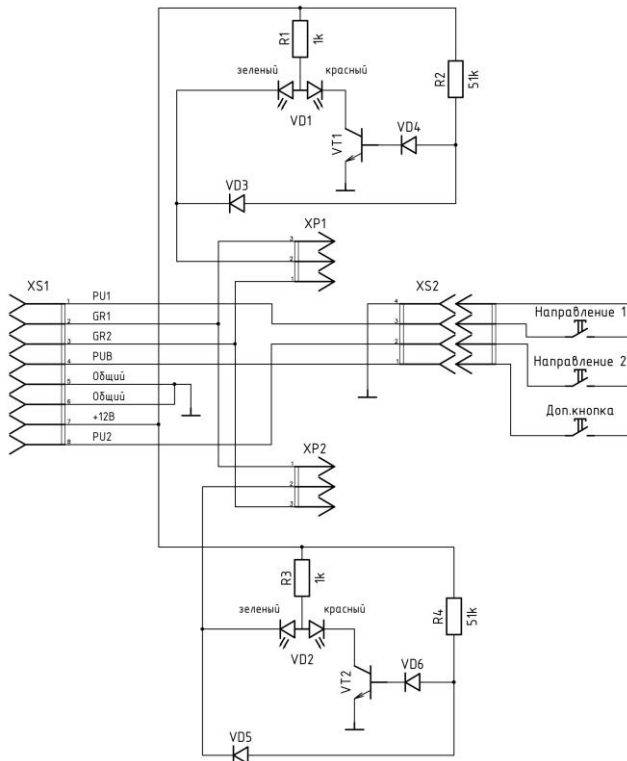 R1
1k
зеленый
красный
R2
51k
VD1
VT1
VD4
VD3
XP1
3
2
1
XS1
XS2
1
PU1
2
GR1
3
GR2
4
PUB
5
Общий
6
Общий
7
+12В
8
PU2
4
3
2
1
Направление 1
Направление 2
Доп.кнопка
XP2
1
2
3
R3
1k
зеленый
красный
R4
51k
VD2
VT2
VD6
VD5